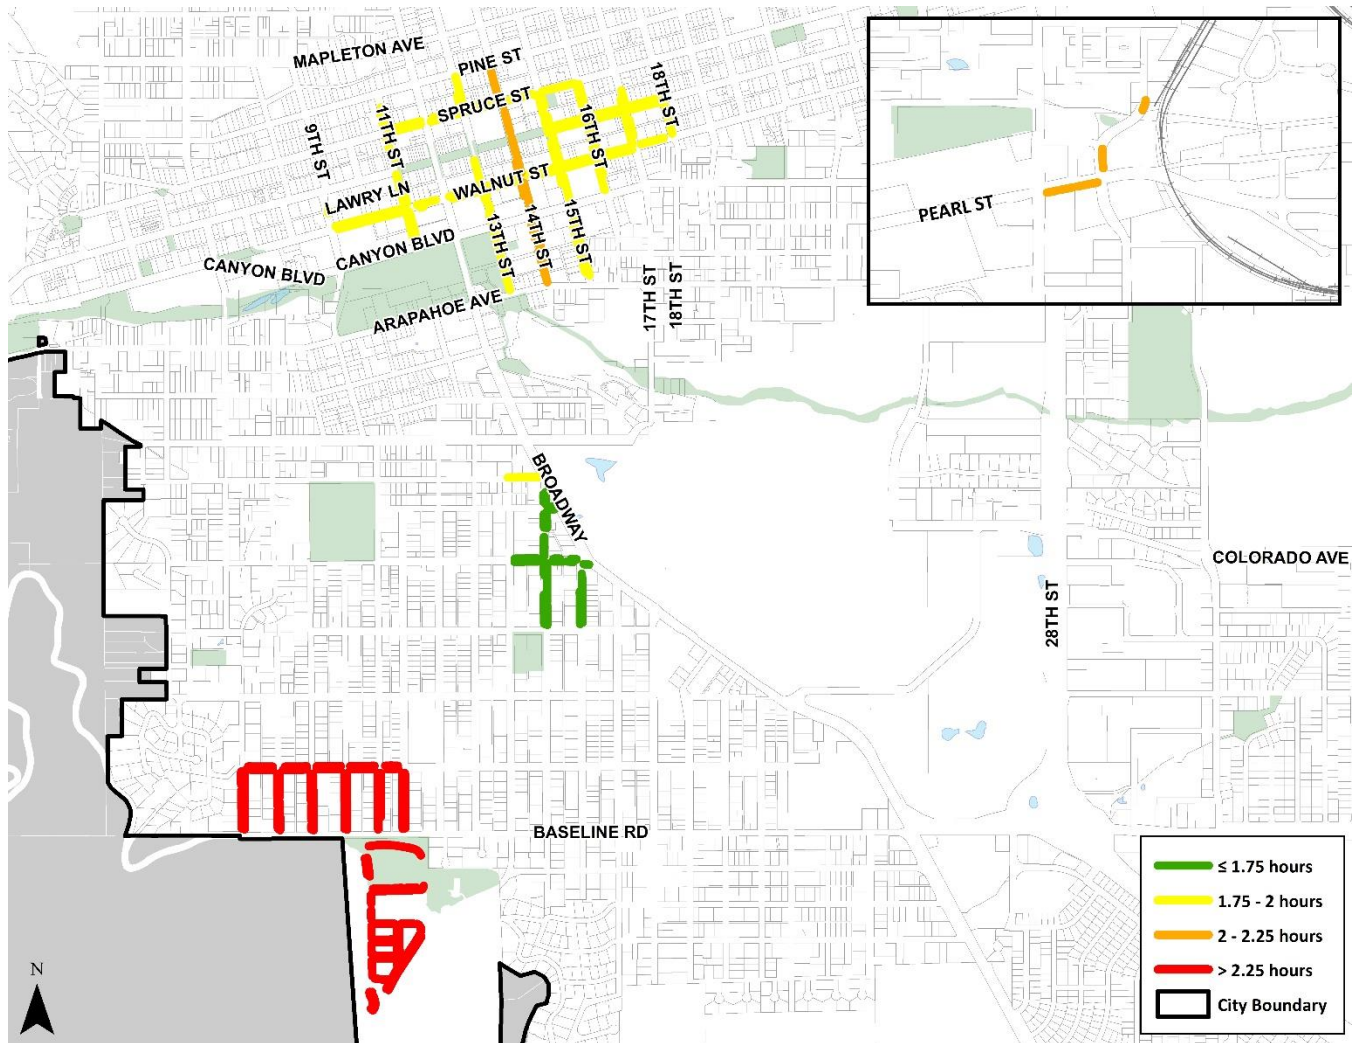 MAPLETON AVE
PINE ST
SPRUCE ST
18TH ST
11TH ST
16TH ST
9TH ST
LAWRY LN
WALNUT ST
PEARL ST
CANYON BLVD
CANYON BLVD
13TH ST
14TH ST
15TH ST
ARAPAHOE AVE
17TH ST
18TH ST
BROADWAY
COLORADO AVE
28TH ST
BASELINE RD
≤ 1.75 hours
1.75 - 2 hours
2 - 2.25 hours
> 2.25 hours
City Boundary
N